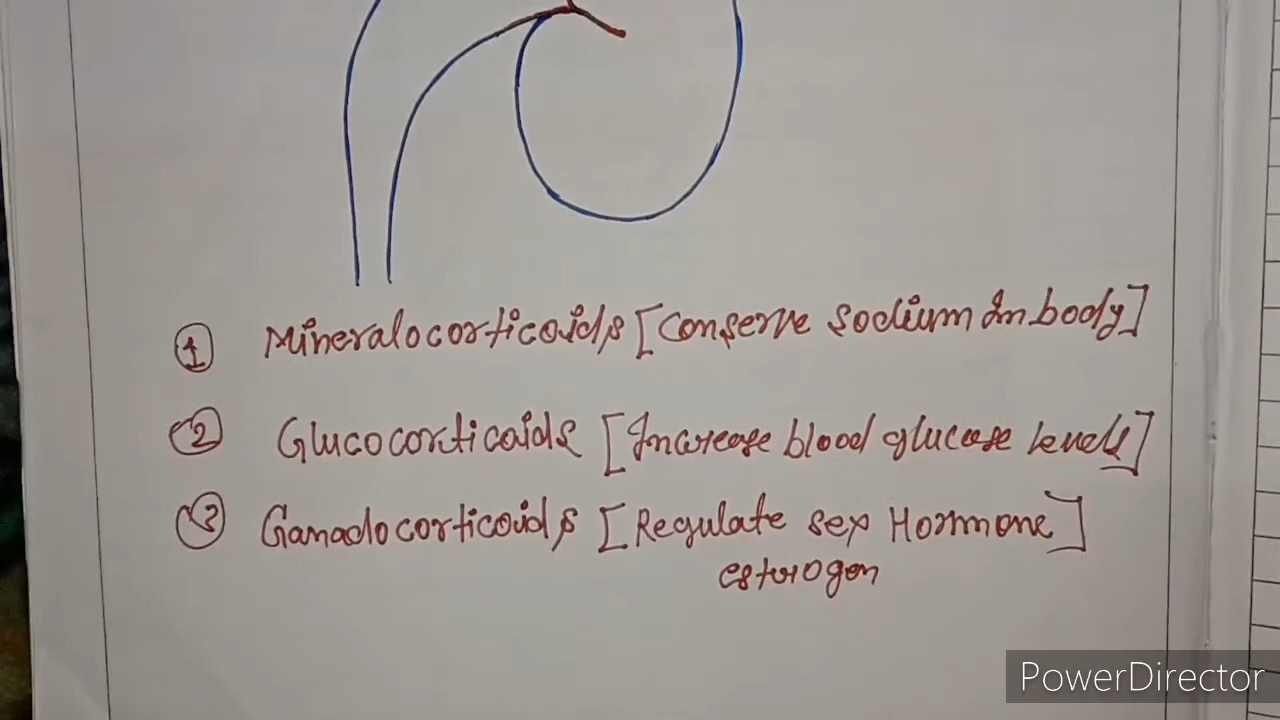 1 Mineralocorticoids [Conserve sodium In body]
2 Glucocorticoids [Increase blood glucose levels]
3 Ganadocorticoids [Regulate sex Hormone]
estrogen
PowerDirector